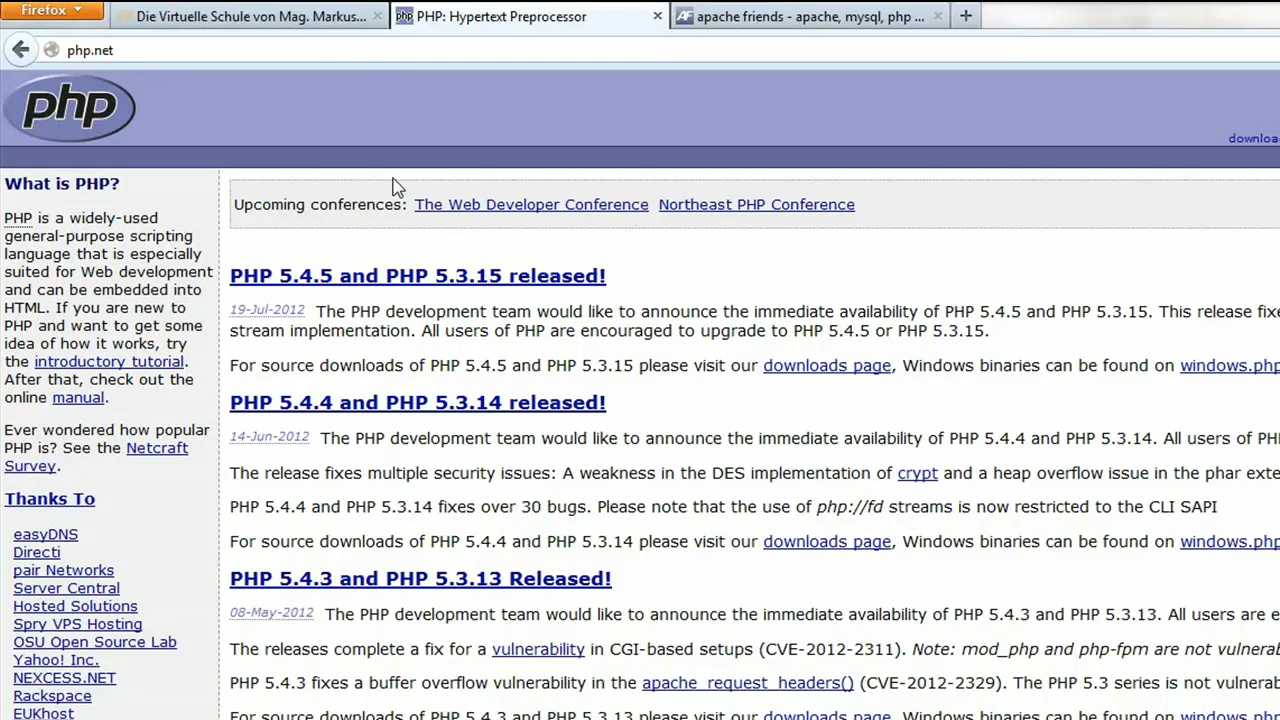 Firefox
Die Virtuelle Schule von Mag. Markus...
php PHP: Hypertext Preprocessor
AF apache friends - apache, mysql, php ...
php.net
php
downloa
What is PHP?
PHP is a widely-used
general-purpose scripting
language that is especially
suited for Web development
and can be embedded into
HTML. If you are new to
PHP and want to get some
idea of how it works, try
the introductory tutorial.
After that, check out the
online manual.
Ever wondered how popular
PHP is? See the Netcraft
Survey.
Thanks To
easyDNS
Directi
pair Networks
Server Central
Hosted Solutions
Spry VPS Hosting
OSU Open Source Lab
Yahoo! Inc.
NEXCESS.NET
Rackspace
EUKhost
Upcoming conferences: The Web Developer Conference Northeast PHP Conference
PHP 5.4.5 and PHP 5.3.15 released!
19-Jul-2012 The PHP development team would like to announce the immediate availability of PHP 5.4.5 and PHP 5.3.15. This release fixe
stream implementation. All users of PHP are encouraged to upgrade to PHP 5.4.5 or PHP 5.3.15.
For source downloads of PHP 5.4.5 and PHP 5.3.15 please visit our downloads page, Windows binaries can be found on windows.php
PHP 5.4.4 and PHP 5.3.14 released!
14-Jun-2012 The PHP development team would like to announce the immediate availability of PHP 5.4.4 and PHP 5.3.14. All users of PH
The release fixes multiple security issues: A weakness in the DES implementation of crypt and a heap overflow issue in the phar exte
PHP 5.4.4 and PHP 5.3.14 fixes over 30 bugs. Please note that the use of php://fd streams is now restricted to the CLI SAPI
For source downloads of PHP 5.4.4 and PHP 5.3.14 please visit our downloads page, Windows binaries can be found on windows.php
PHP 5.4.3 and PHP 5.3.13 Released!
08-May-2012 The PHP development team would like to announce the immediate availability of PHP 5.4.3 and PHP 5.3.13. All users are e
The releases complete a fix for a vulnerability in CGI-based setups (CVE-2012-2311). Note: mod_php and php-fpm are not vulnerab
PHP 5.4.3 fixes a buffer overflow vulnerability in the apache_request_headers() (CVE-2012-2329). The PHP 5.3 series is not vulnerab
For source downloads of PHP 5.4.3 and PHP 5.3.13 please visit our downloads page, Windows binaries can be found on windows.php